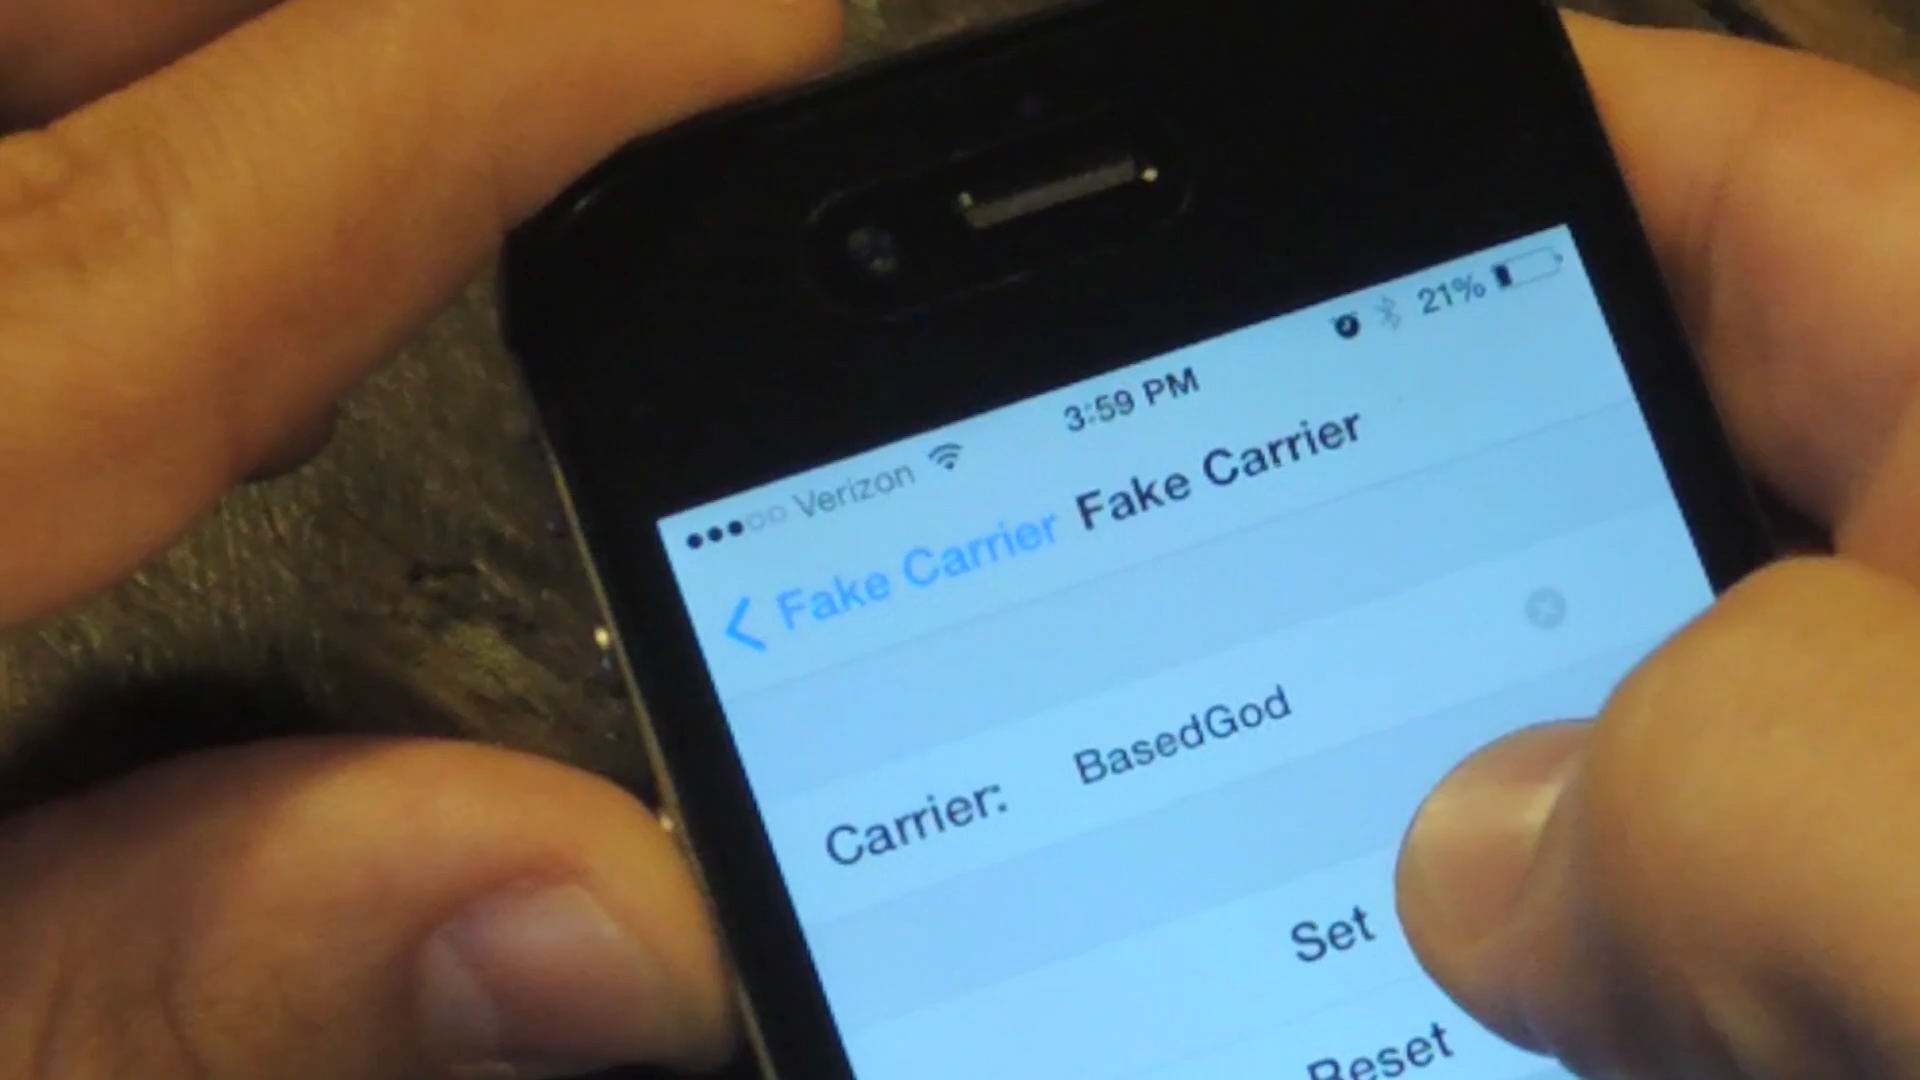 Verizon 3:59 PM 21%
Fake Carrier Fake Carrier
Carrier: BasedGod
Set
Reset